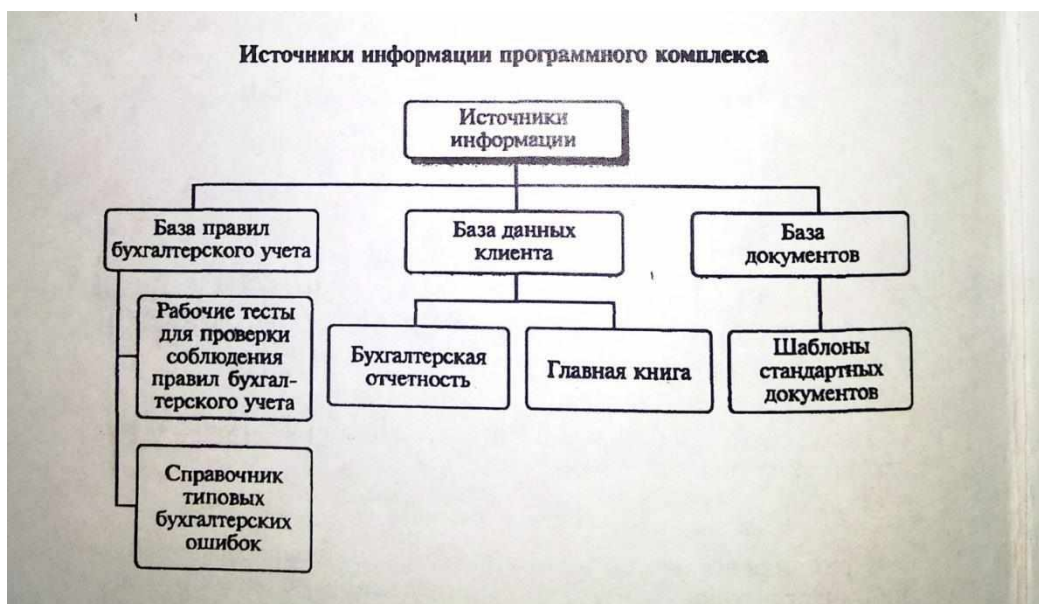 Источники информации программного комплекса
Источники
информации
База правил
бухгалтерского учета
База данных
клиента
База
документов
Рабочие тесты
для проверки
соблюдения
правил бухгал-
терского учета
Бухгалтерская
отчетность
Главная книга
Шаблоны
стандартных
документов
Справочник
типовых
бухгалтерских
ошибок